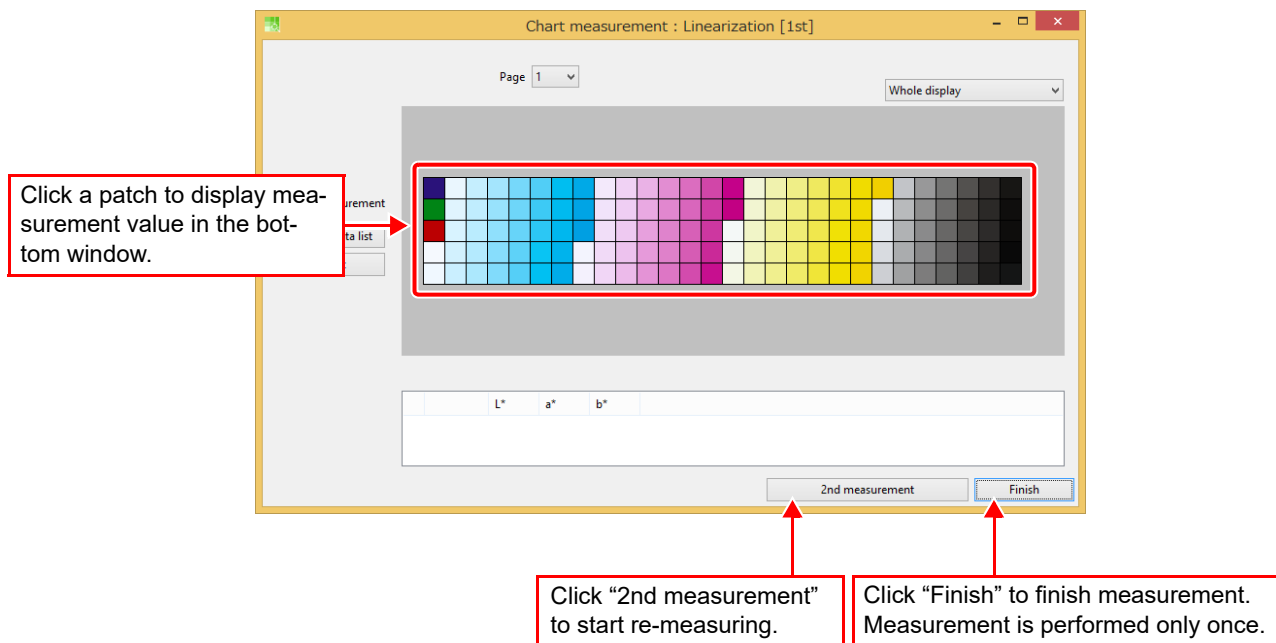 Chart measurement : Linearization [1st]
Page 1
Whole display
Click a patch to display mea-
surement value in the bot-
tom window.
urement
ta list
L* a* b*
2nd measurement Finish
Click “2nd measurement”
to start re-measuring.
Click “Finish” to finish measurement.
Measurement is performed only once.